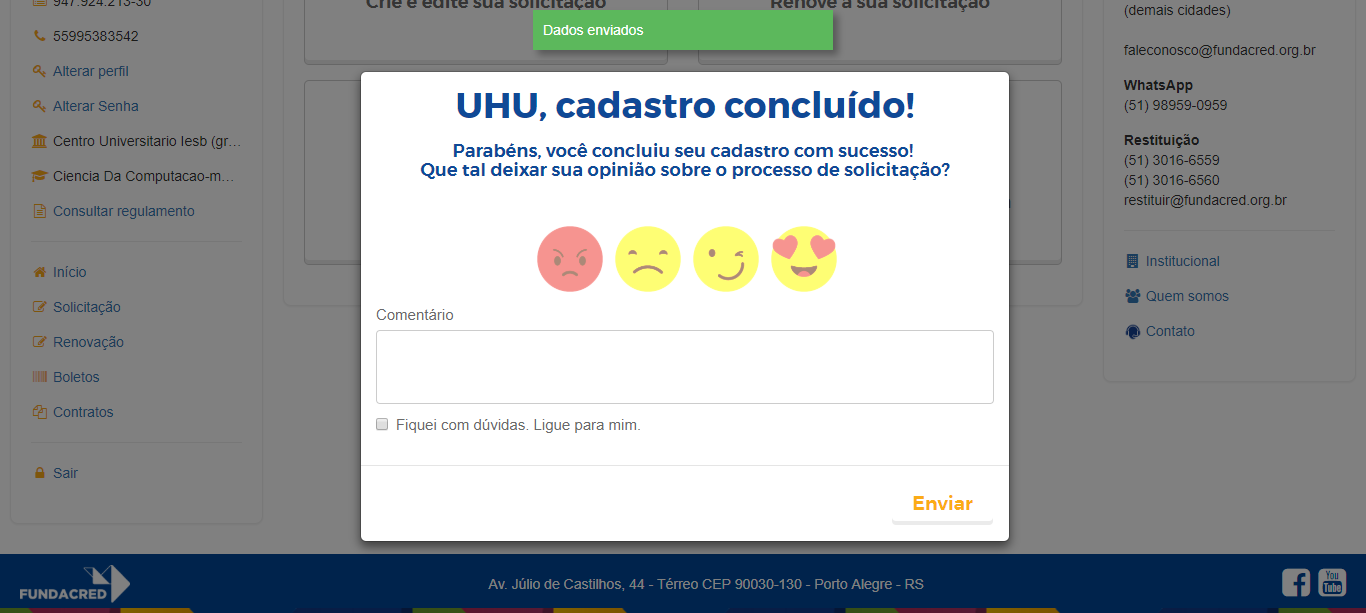 947.924.213-30
55995383542
Alterar perfil
Alterar Senha
Centro Universitario Iesb (gr...
Ciencia Da Computacao-m...
Consultar regulamento
Início
Solicitação
Renovação
Boletos
Contratos
Sair
Crie e edite sua solicitação
Renove a sua solicitação
Dados enviados
UHU, cadastro concluído!
Parabéns, você concluiu seu cadastro com sucesso!
Que tal deixar sua opinião sobre o processo de solicitação?
Comentário
Fiquei com dúvidas. Ligue para mim.
Enviar
(demais cidades)
faleconosco@fundacred.org.br
WhatsApp
(51) 98959-0959
Restituição
(51) 3016-6559
(51) 3016-6560
restituir@fundacred.org.br
Institucional
Quem somos
Contato
FUNDACRED
Av. Júlio de Castilhos, 44 - Térreo CEP 90030-130 - Porto Alegre - RS
You
Tube